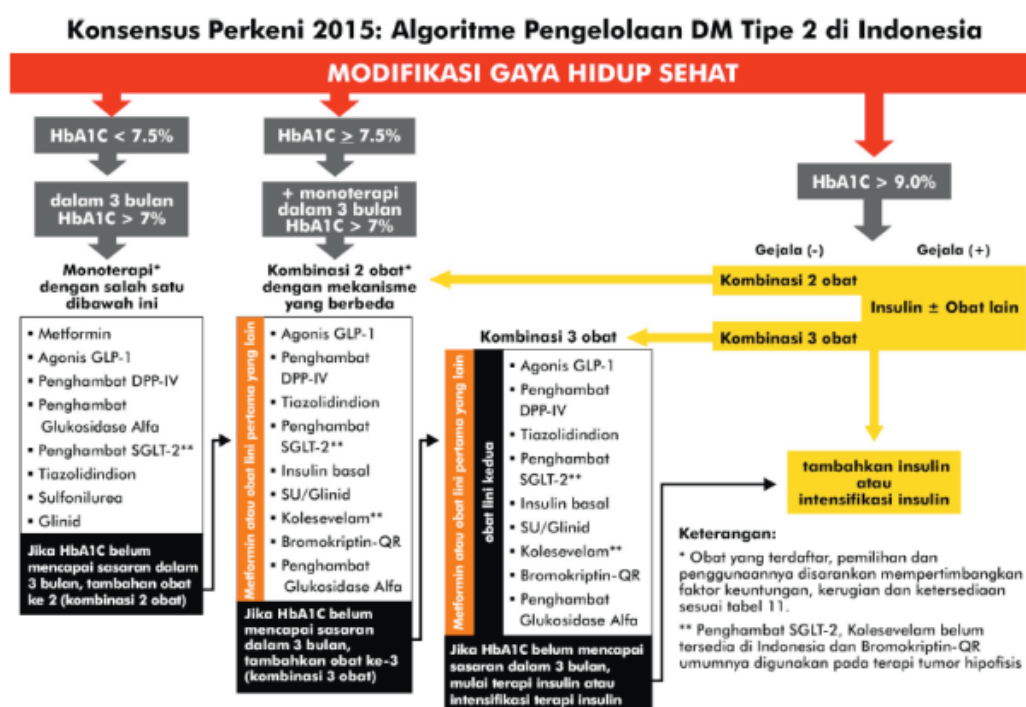 Konsensus Perkeni 2015: Algoritme Pengelolaan DM Tipe 2 di Indonesia
MODIFIKASI GAYA HIDUP SEHAT
HbA1C < 7.5%
dalam 3 bulan
HbA1C > 7%
Monoterapi*
dengan salah satu
dibawah ini
▪ Metformin
▪ Agonis GLP-1
▪ Penghambat DPP-IV
▪ Penghambat
Glukosidase Alfa
▪ Penghambat SGLT-2**
▪ Tiazolidindion
▪ Sulfonilurea
▪ Glinid
Jika HbA1C belum
mencapai sasaran dalam
3 bulan, tambahan obat
ke 2 (kombinasi 2 obat)
HbA1C ≥ 7.5%
+ monoterapi
dalam 3 bulan
HbA1C > 7%
Kombinasi 2 obat*
dengan mekanisme
yang berbeda
Metformin atau obat lini pertama yang lain
▪ Agonis GLP-1
▪ Penghambat
DPP-IV
▪ Tiazolidindion
▪ Penghambat
SGLT-2**
▪ Insulin basal
▪ SU/Glinid
▪ Kolesevelam**
▪ Bromokriptin-QR
▪ Penghambat
Glukosidase Alfa
Jika HbA1C belum
mencapai sasaran
dalam 3 bulan,
tambahkan obat ke-3
(kombinasi 3 obat)
Kombinasi 3 obat
Metformin atau obat lini pertama yang lain
obat lini kedua
▪ Agonis GLP-1
▪ Penghambat
DPP-IV
▪ Tiazolidindion
▪ Penghambat
SGLT-2**
▪ Insulin basal
▪ SU/Glinid
▪ Kolesevelam**
▪ Bromokriptin-QR
▪ Penghambat
Glukosidase Alfa
Jika HbA1C belum mencapai
sasaran dalam 3 bulan,
mulai terapi insulin atau
intensifikasi terapi insulin
HbA1C > 9.0%
Gejala (-)
Gejala (+)
Kombinasi 2 obat
Insulin ± Obat lain
Kombinasi 3 obat
tambahkan insulin
atau
intensifikasi insulin
Keterangan:
* Obat yang terdaftar, pemilihan dan
penggunaannya disarankan mempertimbangkan
faktor keuntungan, kerugian dan ketersediaan
sesuai tabel 11.
** Penghambat SGLT-2, Kolesevelam belum
tersedia di Indonesia dan Bromokriptin-QR
umumnya digunakan pada terapi tumor hipofisis